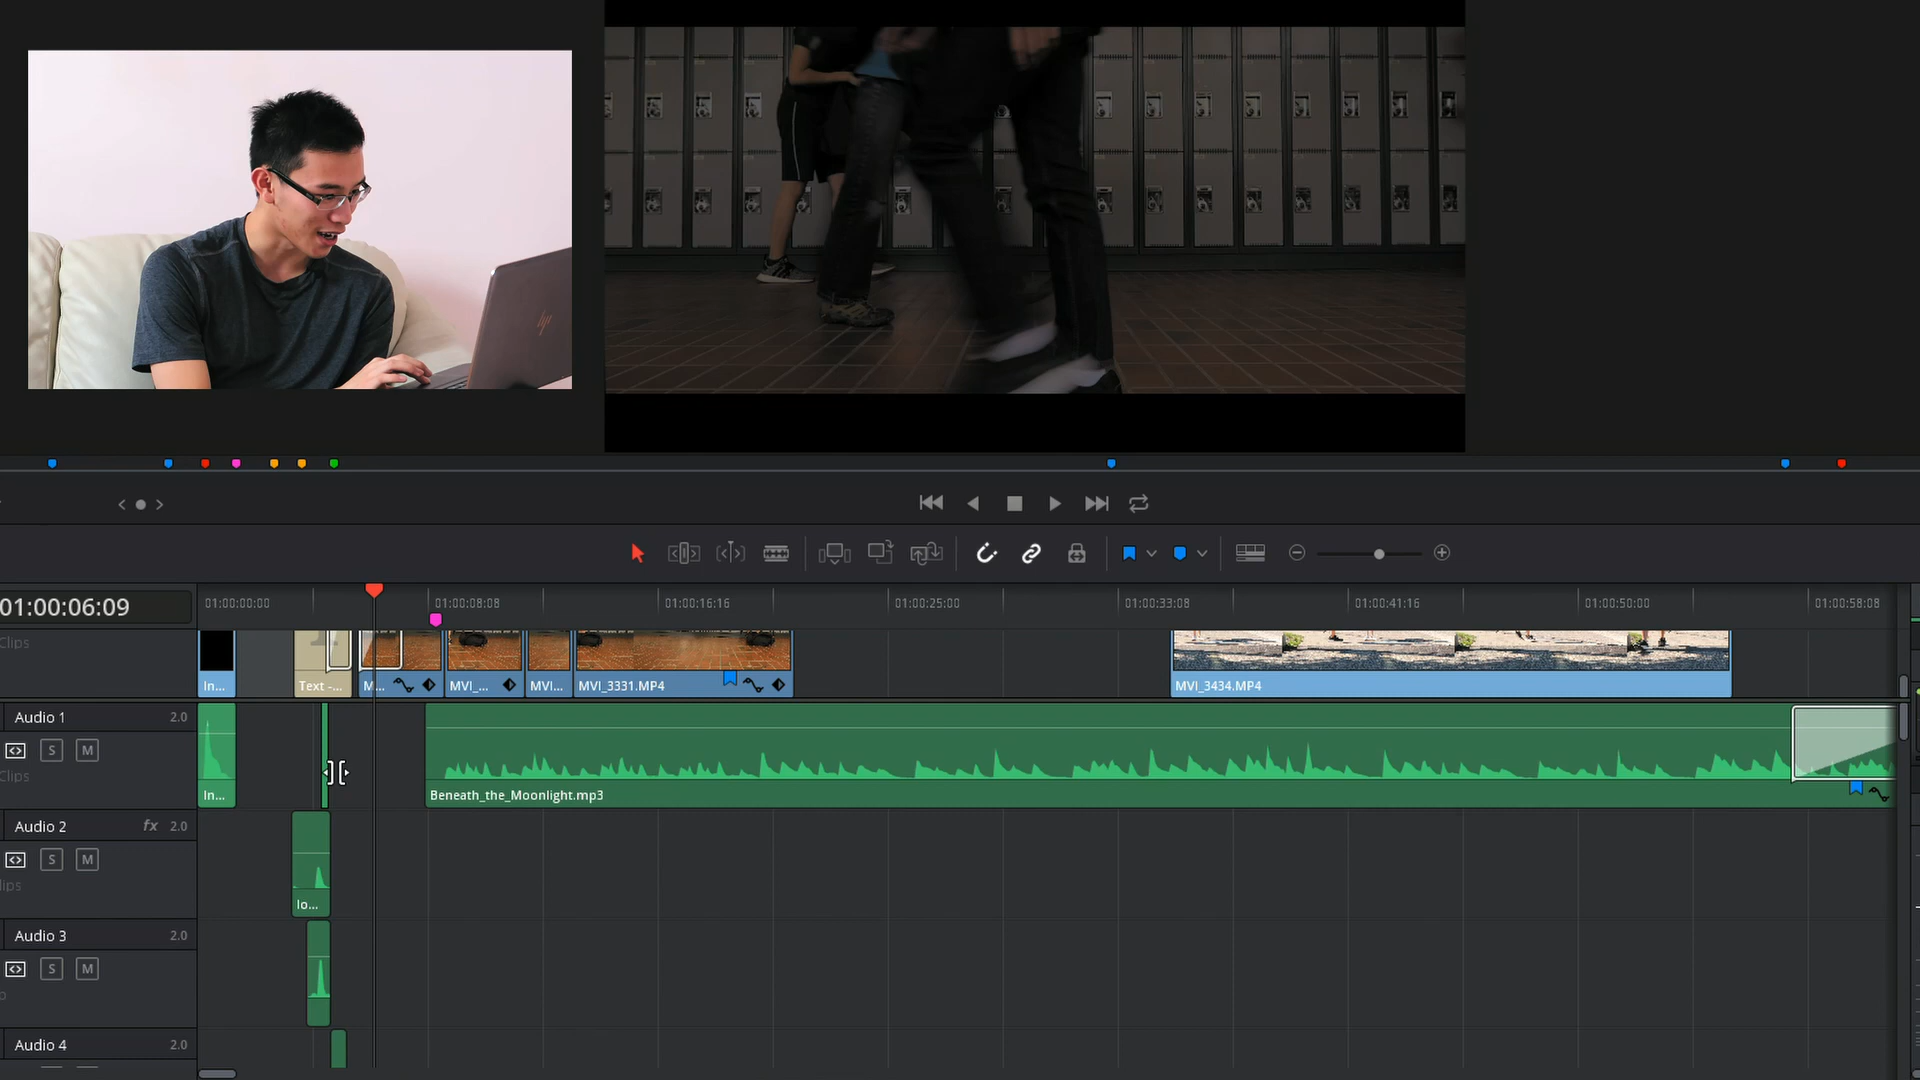 hp
01:00:06:09
01:00:00:00
01:00:08:08
01:00:16:16
01:00:25:00
01:00:33:08
01:00:41:16
01:00:50:00
01:00:58:08
Clips
In...
Text -...
M...
MVI_...
MVI...
MVI_3331.MP4
MVI_3434.MP4
Audio 1
2.0
S
M
Clips
In...
Beneath_the_Moonlight.mp3
Audio 2
fx
2.0
S
M
lips
lo...
Audio 3
2.0
S
M
Audio 4
2.0